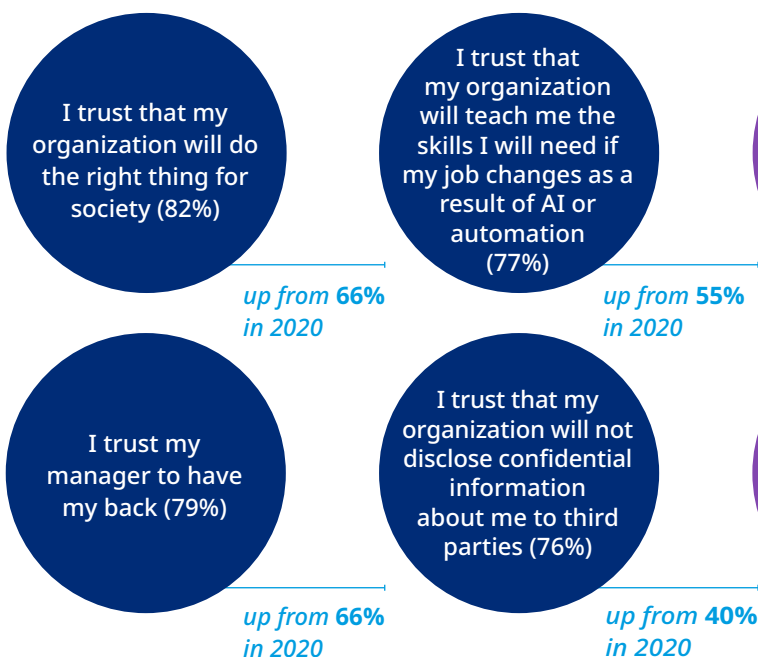 I trust that my
organization will do
the right thing for
society (82%)
up from 66%
in 2020
I trust that
my organization
will teach me the
skills I will need if
my job changes as a
result of AI or
automation
(77%)
up from 55%
in 2020
I trust my
manager to have
my back (79%)
up from 66%
in 2020
I trust that my
organization will not
disclose confidential
information
about me to third
parties (76%)
up from 40%
in 2020